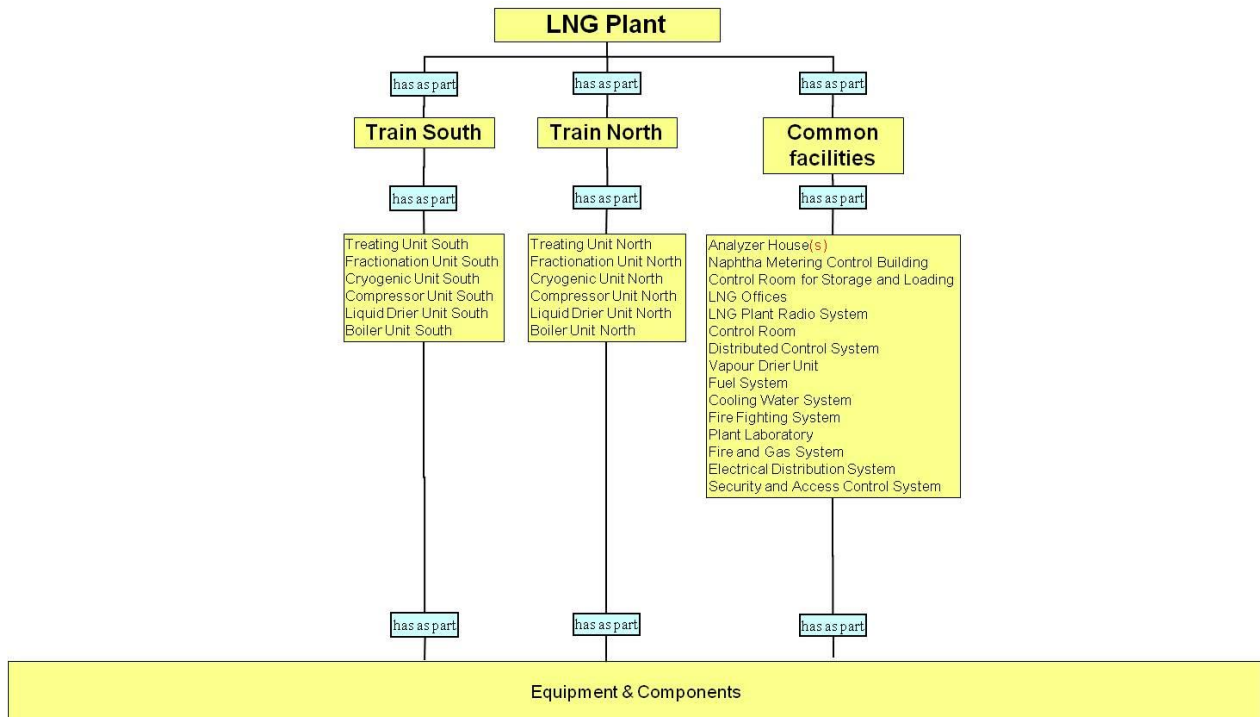 LNG Plant
has as part
has as part
has as part
Train South
Train North
Common
facilities
has as part
has as part
has as part
Treating Unit South
Fractionation Unit South
Cryogenic Unit South
Compressor Unit South
Liquid Drier Unit South
Boiler Unit South
Treating Unit North
Fractionation Unit North
Cryogenic Unit North
Compressor Unit North
Liquid Drier Unit North
Boiler Unit North
Analyzer House(s)
Naphtha Metering Control Building
Control Room for Storage and Loading
LNG Offices
LNG Plant Radio System
Control Room
Distributed Control System
Vapour Drier Unit
Fuel System
Cooling Water System
Fire Fighting System
Plant Laboratory
Fire and Gas System
Electrical Distribution System
Security and Access Control System
has as part
has as part
has as part
Equipment & Components